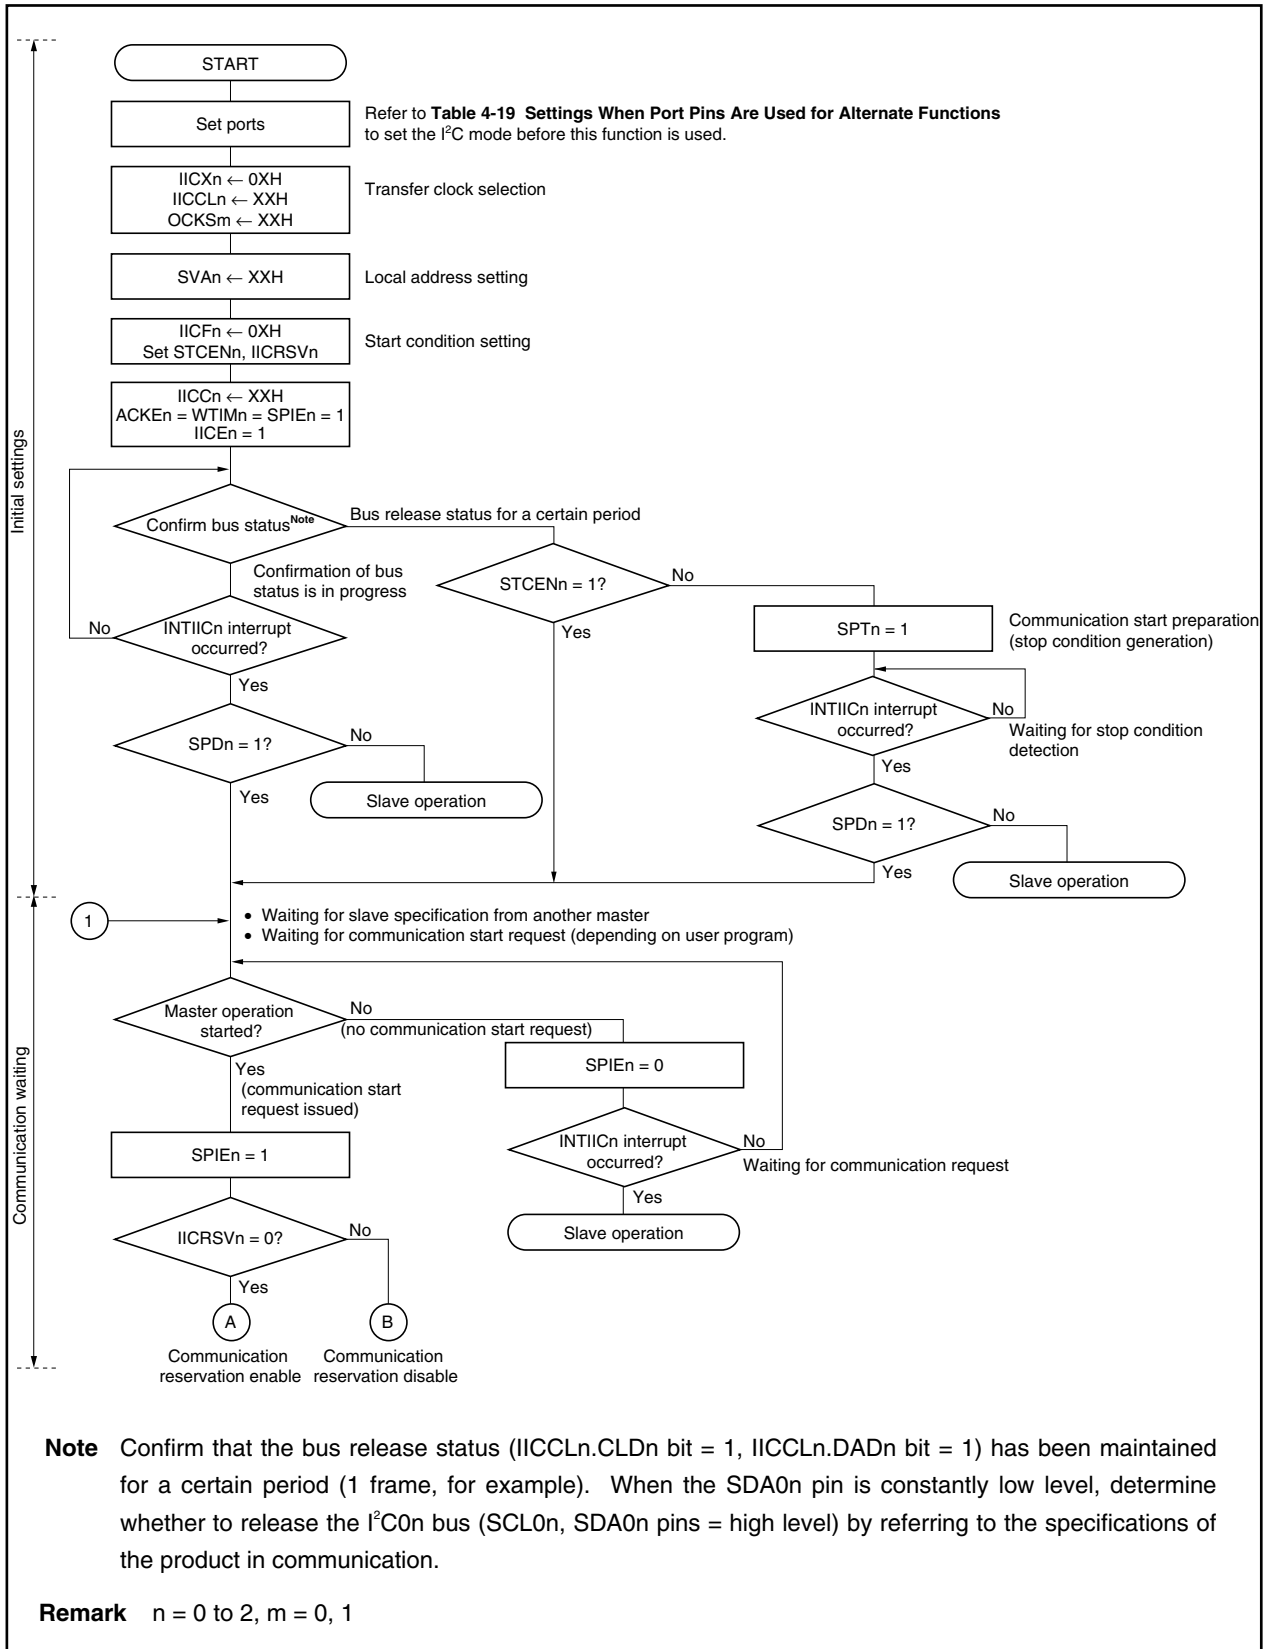 START
Set ports
Refer to Table 4-19 Settings When Port Pins Are Used for Alternate Functions
to set the I²C mode before this function is used.
IICXn ← 0XH
IICCLn ← XXH
OCKSm ← XXH
Transfer clock selection
SVAn ← XXH
Local address setting
IICFn ← 0XH
Set STCENn, IICRSVn
Start condition setting
IICCn ← XXH
ACKEn = WTIMn = SPIEn = 1
IICEn = 1
Initial settings
Confirm bus statusNote
Bus release status for a certain period
Confirmation of bus
status is in progress
STCENn = 1?
No
Yes
SPTn = 1
Communication start preparation
(stop condition generation)
No
INTIICn interrupt
occurred?
Yes
INTIICn interrupt
occurred?
No
Waiting for stop condition
detection
Yes
SPDn = 1?
No
Yes
Slave operation
SPDn = 1?
No
Yes
Slave operation
1
• Waiting for slave specification from another master
• Waiting for communication start request (depending on user program)
Communication waiting
Master operation
started?
No
(no communication start request)
Yes
(communication start
request issued)
SPIEn = 0
INTIICn interrupt
occurred?
No
Waiting for communication request
Yes
Slave operation
SPIEn = 1
IICRSVn = 0?
No
Yes
A
B
Communication
reservation enable
Communication
reservation disable
Note Confirm that the bus release status (IICCLn.CLDn bit = 1, IICCLn.DADn bit = 1) has been maintained
for a certain period (1 frame, for example). When the SDA0n pin is constantly low level, determine
whether to release the I²C0n bus (SCL0n, SDA0n pins = high level) by referring to the specifications of
the product in communication.
Remark n = 0 to 2, m = 0, 1